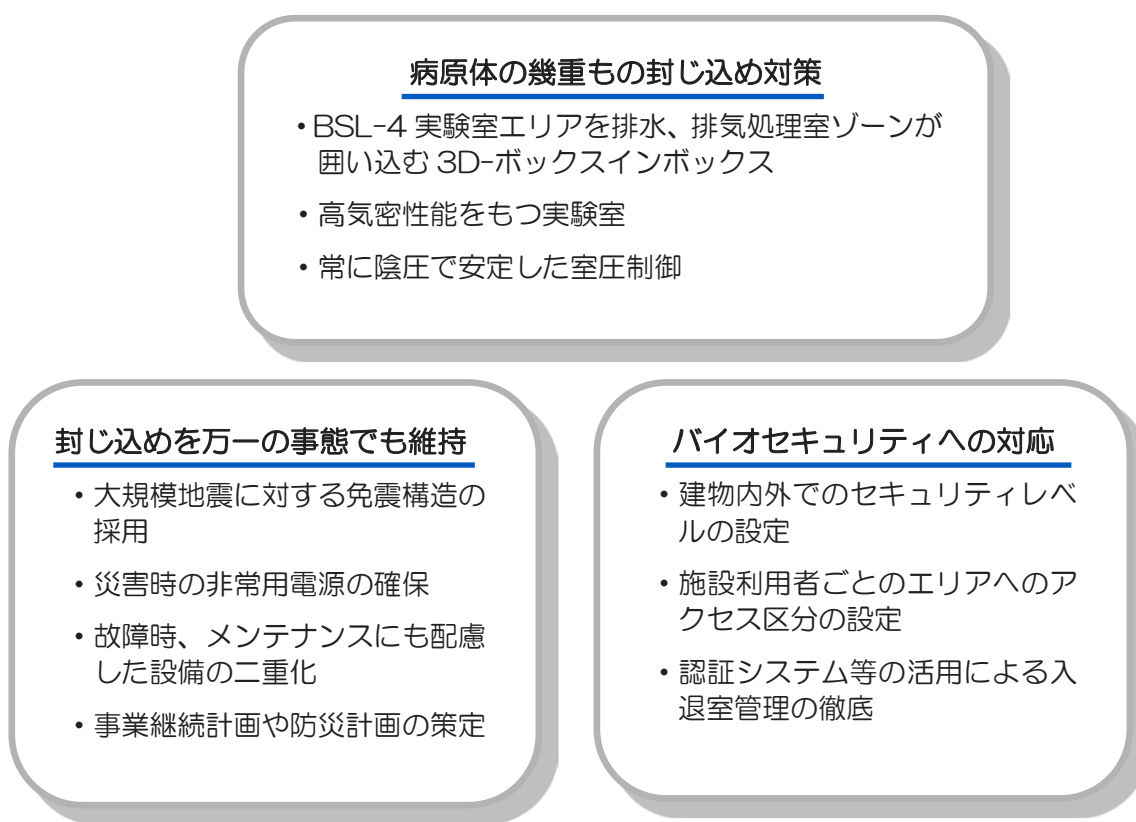 病原体の幾重もの封じ込め対策
・BSL-4 実験室エリアを排水、排気処理室ゾーンが
囲い込む 3D-ボックスインボックス
・高気密性能をもつ実験室
・常に陰圧で安定した室圧制御
封じ込めを万一の事態でも維持
・大規模地震に対する免震構造の
採用
・災害時の非常用電源の確保
・故障時、メンテナンスにも配慮
した設備の二重化
・事業継続計画や防災計画の策定
バイオセキュリティへの対応
・建物内外でのセキュリティレベ
ルの設定
・施設利用者ごとのエリアへのア
クセス区分の設定
・認証システム等の活用による入
退室管理の徹底